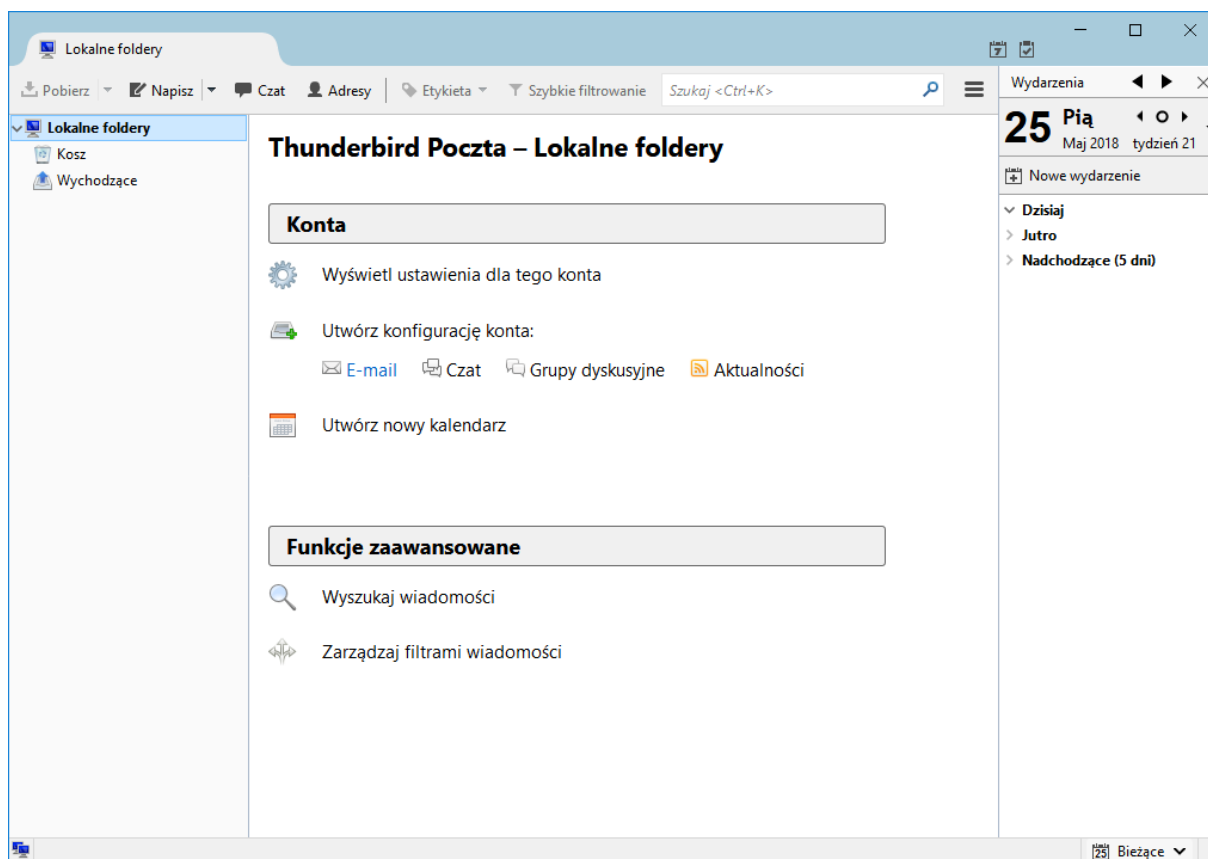 Lokalne foldery
7
Pobierz Napisz Czat Adresy Etykieta Szybkie filtrowanie Szukaj <Ctrl+K>
Lokalne foldery
Kosz
Wychodzące
Thunderbird Poczta – Lokalne foldery
Konta
Wyświetl ustawienia dla tego konta
Utwórz konfigurację konta:
E-mail Czat Grupy dyskusyjne Aktualności
Utwórz nowy kalendarz
Funkcje zaawansowane
Wyszukaj wiadomości
Zarządzaj filtrami wiadomości
Wydarzenia
25 Pią
Maj 2018 tydzień 21
Nowe wydarzenie
Dzisiaj
Jutro
Nadchodzące (5 dni)
25 Bieżące